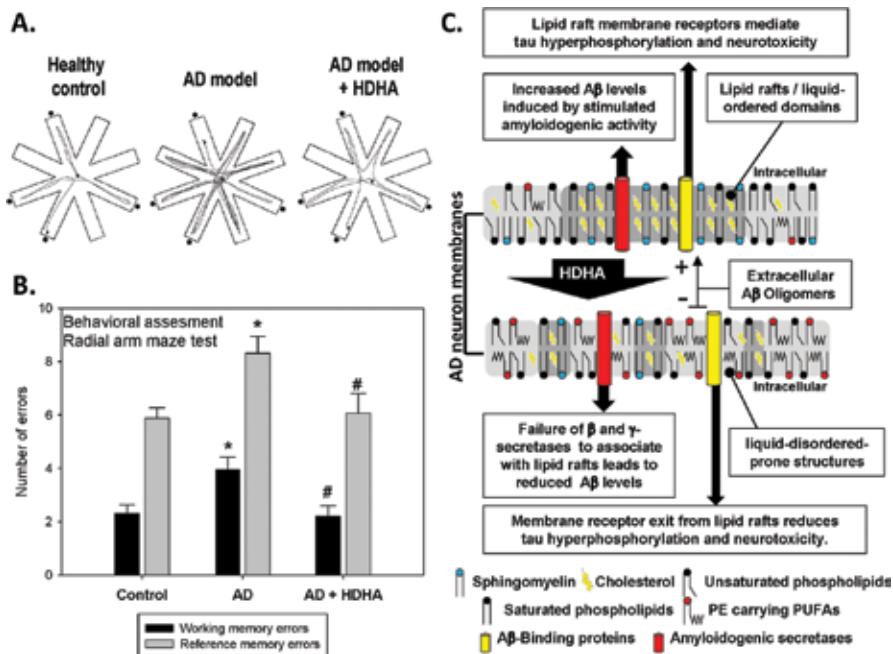 A.
Healthy
control
AD model
AD model
+ HDHA
B.
Behavioral assesment
Radial arm maze test
Number of errors
10
8
6
4
2
0
*
*
#
#
Control
AD
AD + HDHA
Working memory errors
Reference memory errors
C.
Lipid raft membrane receptors mediate
tau hyperphosphorylation and neurotoxicity
Increased Aβ levels
induced by stimulated
amyloidogenic activity
Lipid rafts / liquid-
ordered domains
Intracellular
AD neuron membranes
HDHA
+
−
Extracellular
Aβ Oligomers
Intracellular
Failure of β and γ-
secretases to associate
with lipid rafts leads to
reduced Aβ levels
liquid-disordered-
prone structures
Membrane receptor exit from lipid rafts reduces
tau hyperphosphorylation and neurotoxicity.
Sphingomyelin
Cholesterol
Unsaturated phospholipids
Saturated phospholipids
PE carrying PUFAs
Aβ-Binding proteins
Amyloidogenic secretases